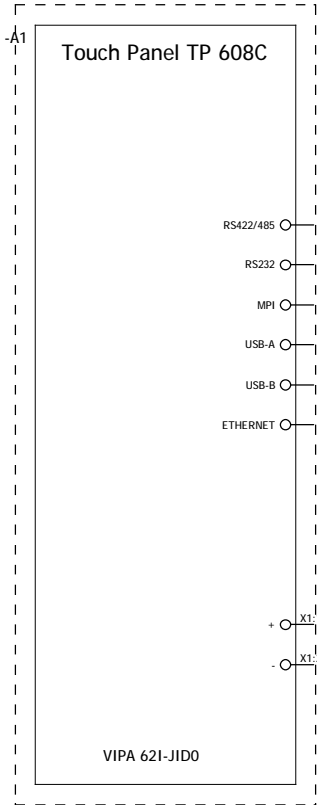 -A1
Touch Panel TP 608C
RS422/485
RS232
MPI
USB-A
USB-B
ETHERNET
+ X1:
- X1:
VIPA 62I-JID0